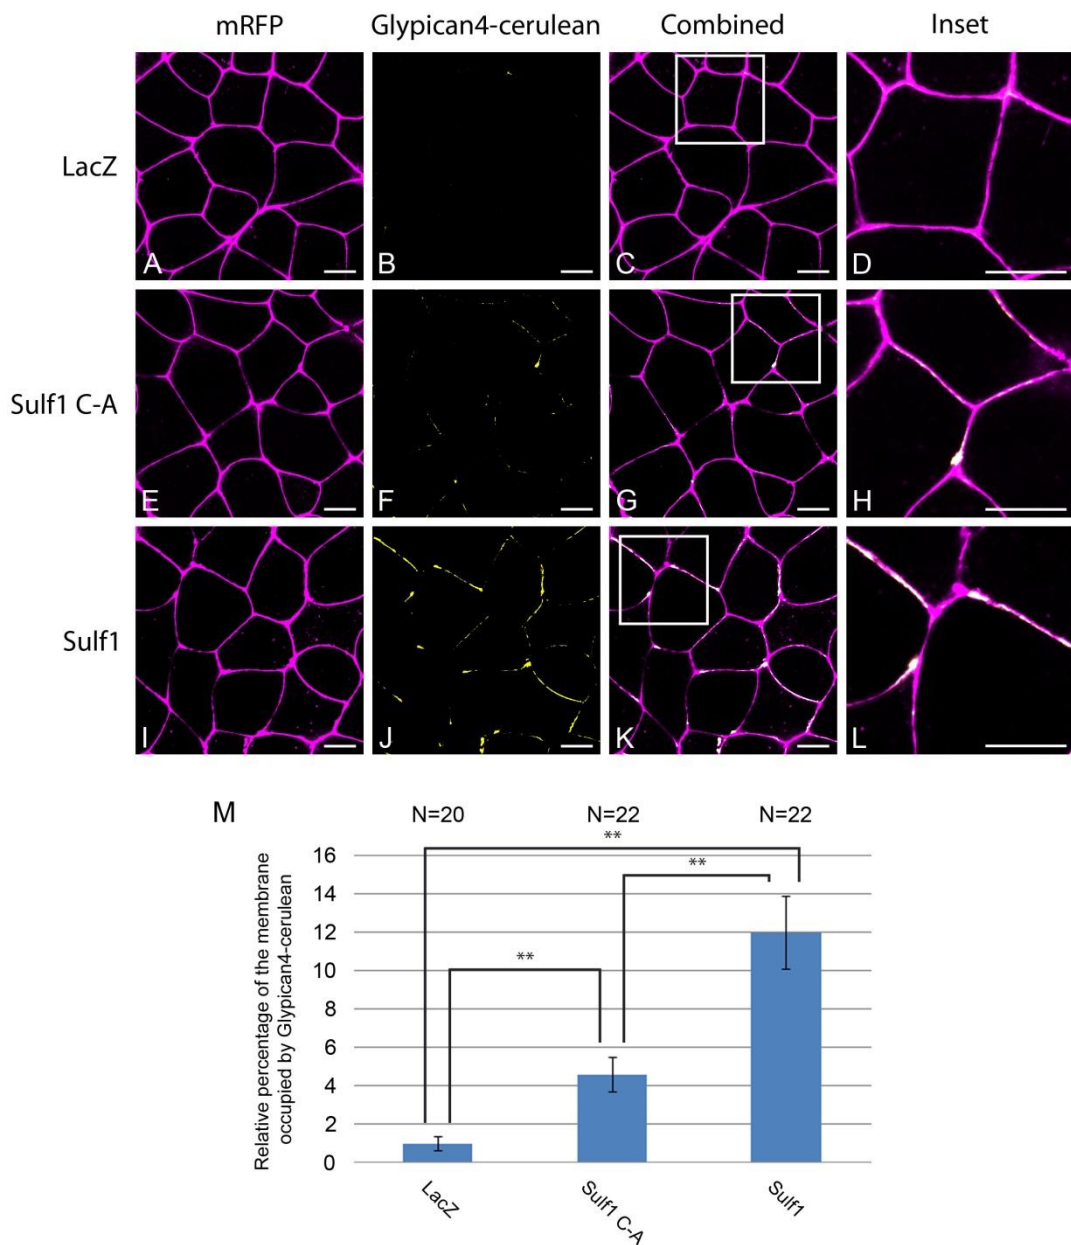 mRFP Glypican4-cerulean Combined Inset
LacZ
A B C D
Sulf1 C-A
E F G H
Sulf1
I J K L
M N=20 N=22 N=22
**
**
**
Relative percentage of the membrane
occupied by Glypican4-cerulean
16
14
12
10
8
6
4
2
0
LacZ Sulf1 C-A Sulf1